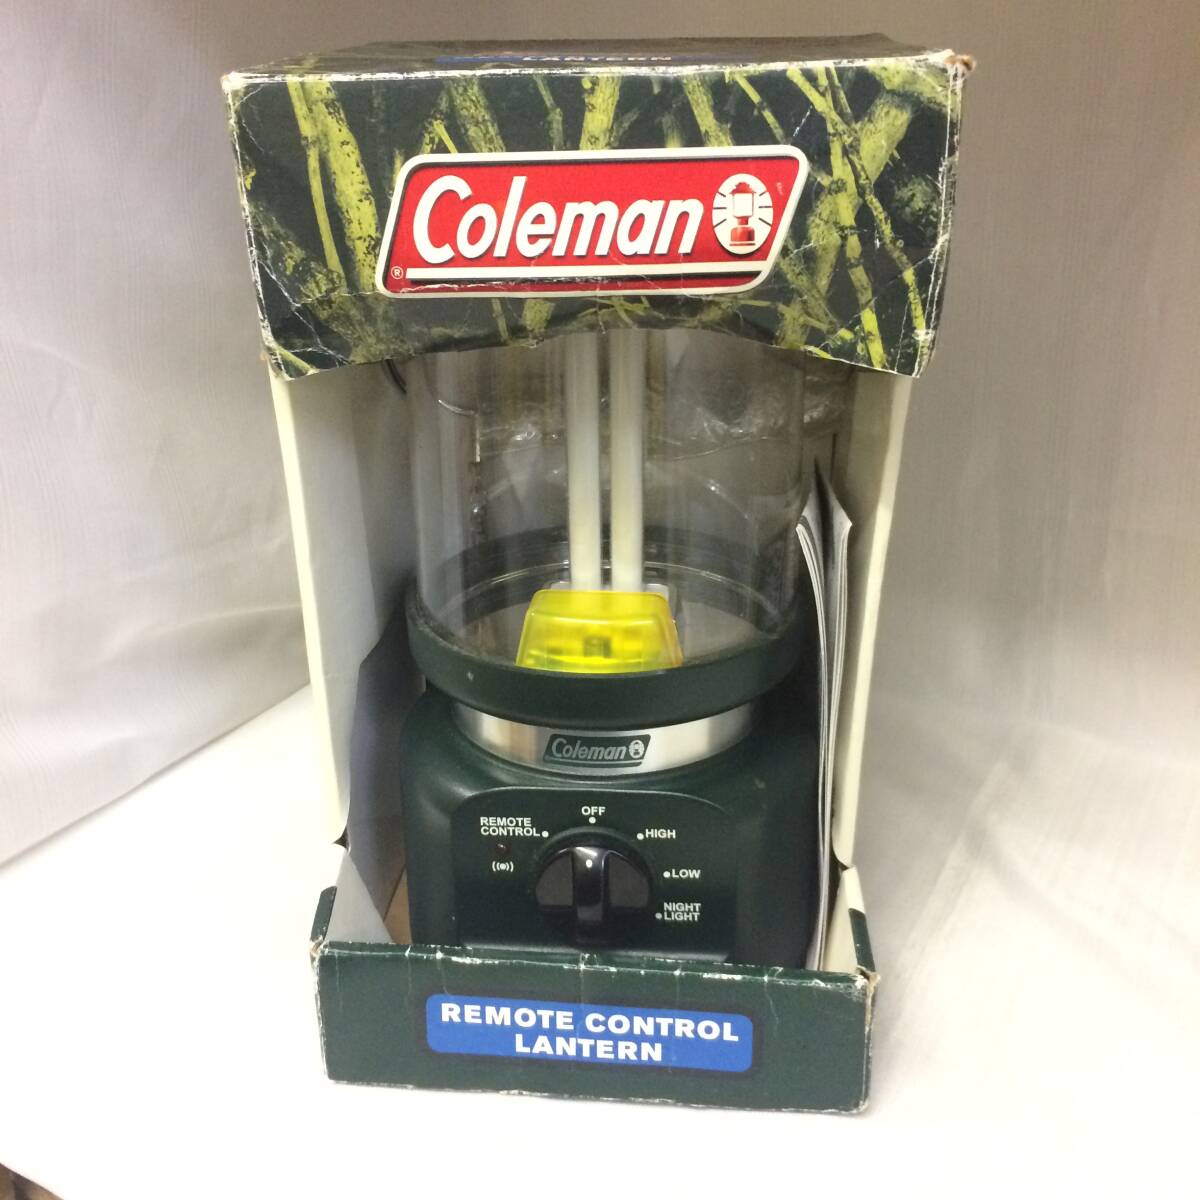 LANTERN
Coleman
®
Coleman
OFF
REMOTE
CONTROL
HIGH
LOW
NIGHT
LIGHT
REMOTE CONTROL
LANTERN